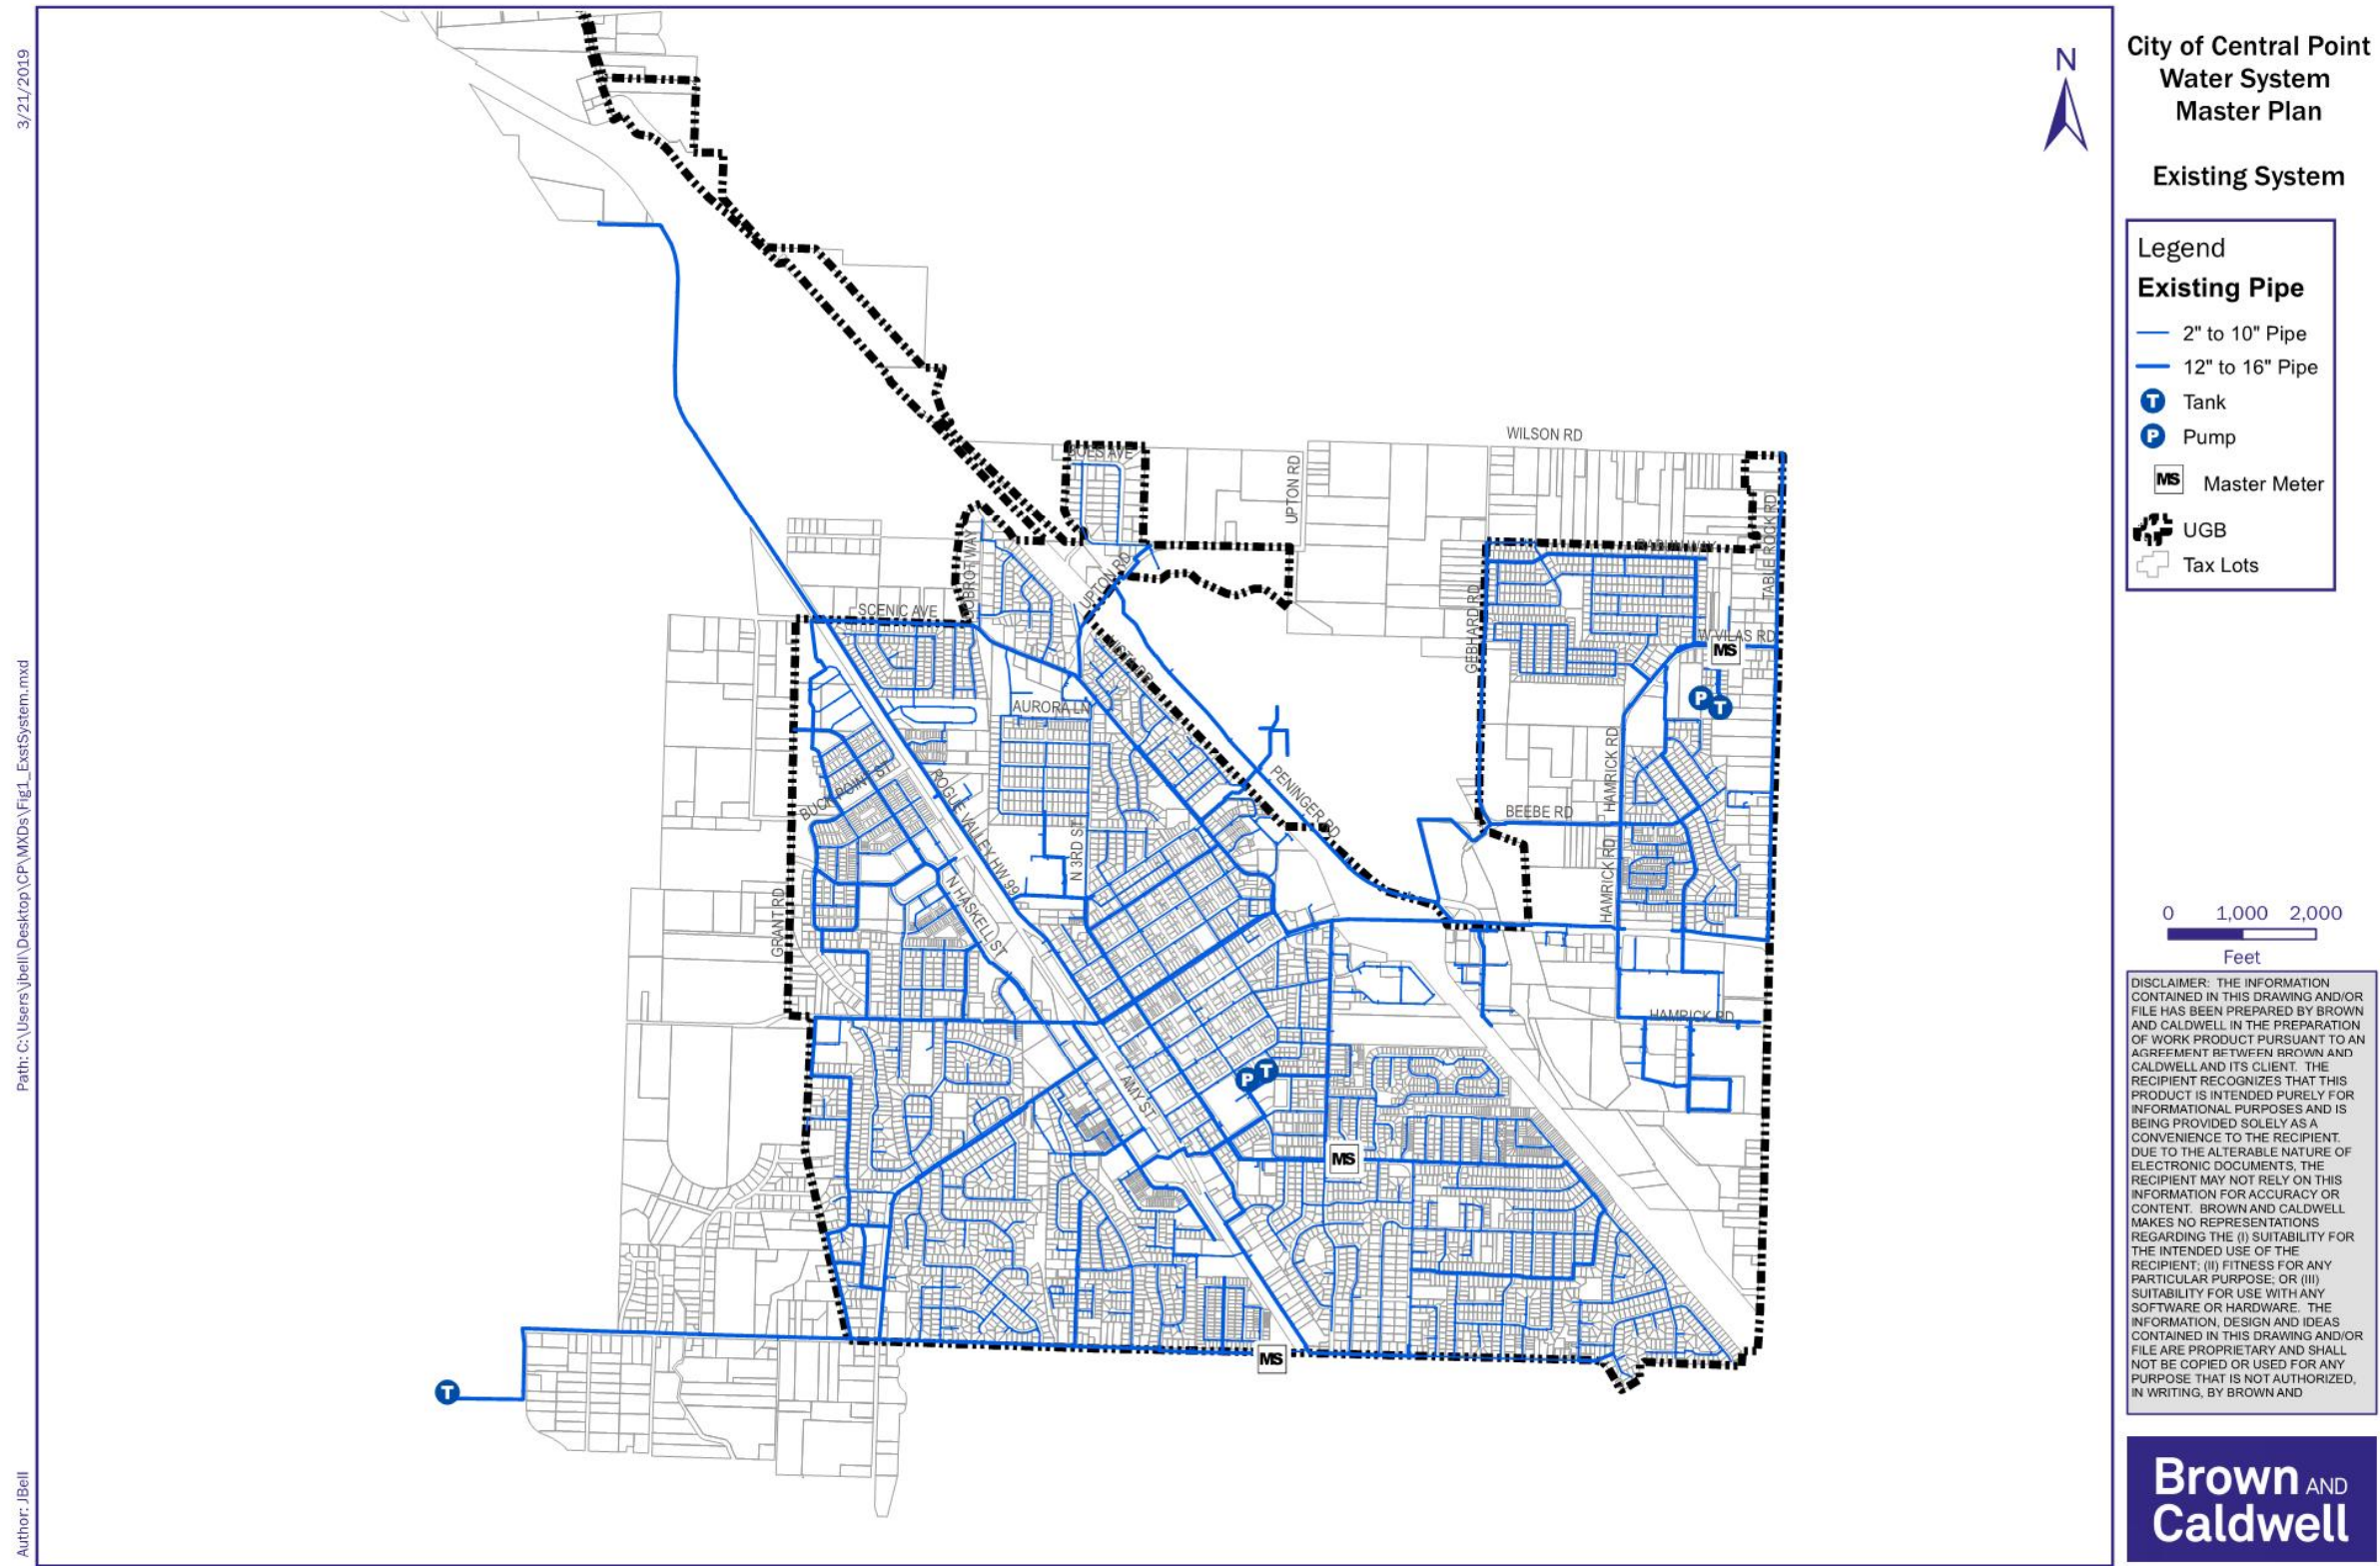 3/21/2019
Path: C:\Users\jbell\Desktop\CP\MXDs\Fig1_ExstSystem.mxd
Author: JBell
N
City of Central Point
Water System
Master Plan
Existing System
Legend
Existing Pipe
2" to 10" Pipe
12" to 16" Pipe
T Tank
P Pump
MS Master Meter
UGB
Tax Lots
WILSON RD
UPTON RD
TABLE ROCK RD
UPTON RD
SCENIC AVE
GEBHARD RD
W VILAS RD
MS
P
T
AURORA LN
HAMRICK RD
BUCK POINT ST
ROGUE VALLEY HW 99
PENINGER RD
BEEBE RD
N 3RD ST
HAMRICK RD
GRANT RD
N HASKELL ST
HAMRICK RD
P
T
AMY ST
MS
MS
T
0 1,000 2,000
Feet
DISCLAIMER: THE INFORMATION
CONTAINED IN THIS DRAWING AND/OR
FILE HAS BEEN PREPARED BY BROWN
AND CALDWELL IN THE PREPARATION
OF WORK PRODUCT PURSUANT TO AN
AGREEMENT BETWEEN BROWN AND
CALDWELL AND ITS CLIENT. THE
RECIPIENT RECOGNIZES THAT THIS
PRODUCT IS INTENDED PURELY FOR
INFORMATIONAL PURPOSES AND IS
BEING PROVIDED SOLELY AS A
CONVENIENCE TO THE RECIPIENT.
DUE TO THE ALTERABLE NATURE OF
ELECTRONIC DOCUMENTS, THE
RECIPIENT MAY NOT RELY ON THIS
INFORMATION FOR ACCURACY OR
CONTENT. BROWN AND CALDWELL
MAKES NO REPRESENTATIONS
REGARDING THE (I) SUITABILITY FOR
THE INTENDED USE OF THE
RECIPIENT; (II) FITNESS FOR ANY
PARTICULAR PURPOSE; OR (III)
SUITABILITY FOR USE WITH ANY
SOFTWARE OR HARDWARE. THE
INFORMATION, DESIGN AND IDEAS
CONTAINED IN THIS DRAWING AND/OR
FILE ARE PROPRIETARY AND SHALL
NOT BE COPIED OR USED FOR ANY
PURPOSE THAT IS NOT AUTHORIZED,
IN WRITING, BY BROWN AND
Brown AND
Caldwell